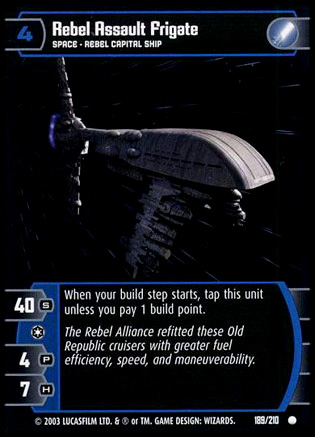 4
Rebel Assault Frigate
SPACE - REBEL CAPITAL SHIP
40 S
When your build step starts, tap this unit
unless you pay 1 build point.
The Rebel Alliance refitted these Old
Republic cruisers with greater fuel
efficiency, speed, and maneuverability.
4 P
7 H
© 2003 LUCASFILM LTD. & ® or TM. GAME DESIGN: WIZARDS.
189/210